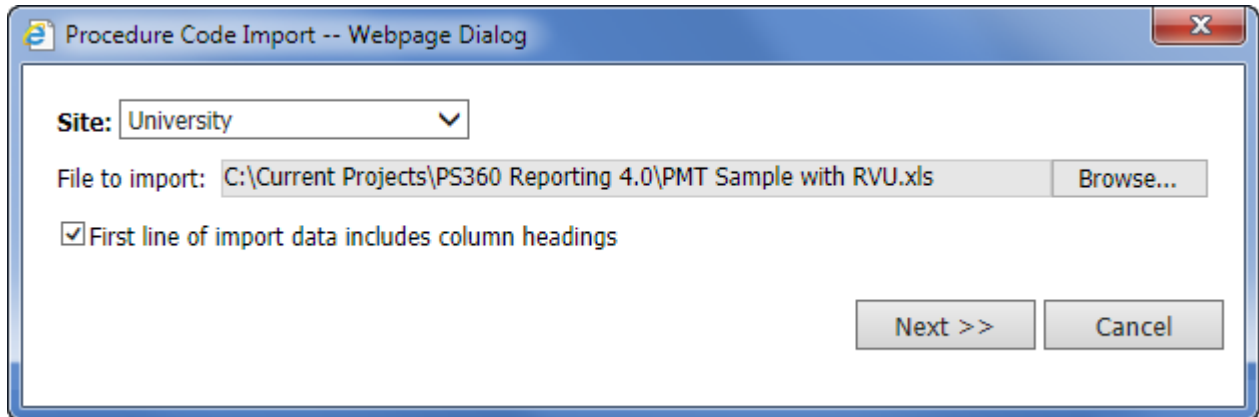 Procedure Code Import -- Webpage Dialog
Site: University
File to import: C:\Current Projects\PS360 Reporting 4.0\PMT Sample with RVU.xls Browse...
First line of import data includes column headings
Next >> Cancel